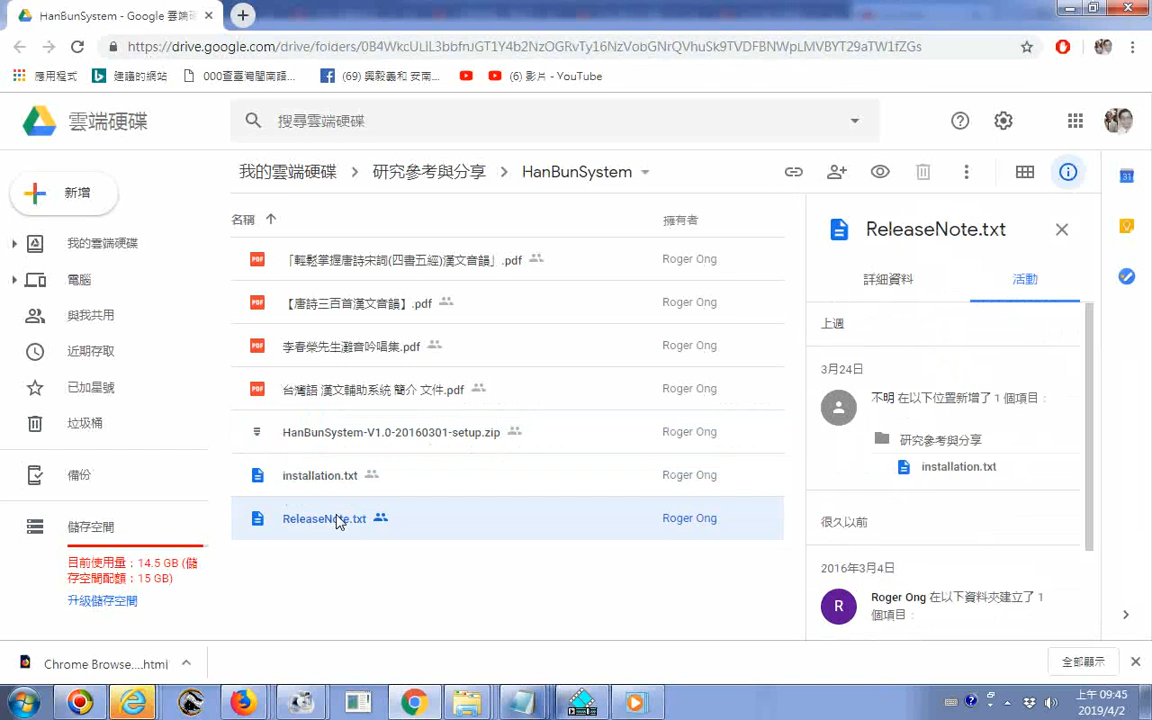 HanBunSystem - Google 雲端硬
https://drive.google.com/drive/folders/0B4WkcULlL3bbfnJGT1Y4b2NzOGRvTy16NzVobGNrQVhuSk9TVDFBNWpLMVBYT29aTW1fZGs
應用程式
建議的網站
000查臺灣閩南語...
(69) 興毅義和 安南...
(6) 影片 - YouTube
雲端硬碟
搜尋雲端硬碟
我的雲端硬碟 > 研究參考與分享 > HanBunSystem
新增
我的雲端硬碟
電腦
與我共用
近期存取
已加星號
垃圾桶
備份
儲存空間
目前使用量：14.5 GB (儲
存空間配額：15 GB)
升級儲存空間
名稱
擁有者
「輕鬆掌握唐詩宋詞(四書五經)漢文音韻」.pdf
Roger Ong
【唐詩三百首漢文音韻】.pdf
Roger Ong
李春榮先生灘音吟唱集.pdf
Roger Ong
台灣語 漢文輔助系統 簡介 文件.pdf
Roger Ong
HanBunSystem-V1.0-20160301-setup.zip
Roger Ong
installation.txt
Roger Ong
ReleaseNote.txt
Roger Ong
ReleaseNote.txt
詳細資料
活動
上週
3月24日
不明 在以下位置新增了 1 個項目：
研究參考與分享
installation.txt
很久以前
2016年3月4日
R
Roger Ong 在以下資料夾建立了 1
個項目：
31
Chrome Browse....html
全部顯示
上午 09:45
2019/4/2